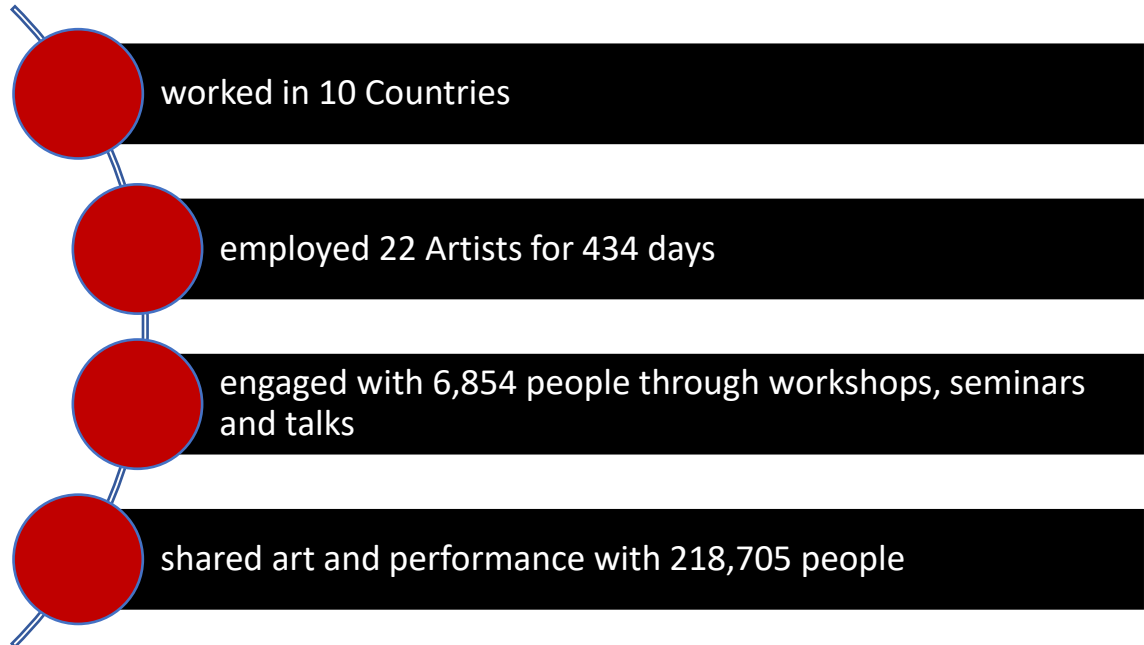 worked in 10 Countries
employed 22 Artists for 434 days
engaged with 6,854 people through workshops, seminars
and talks
shared art and performance with 218,705 people